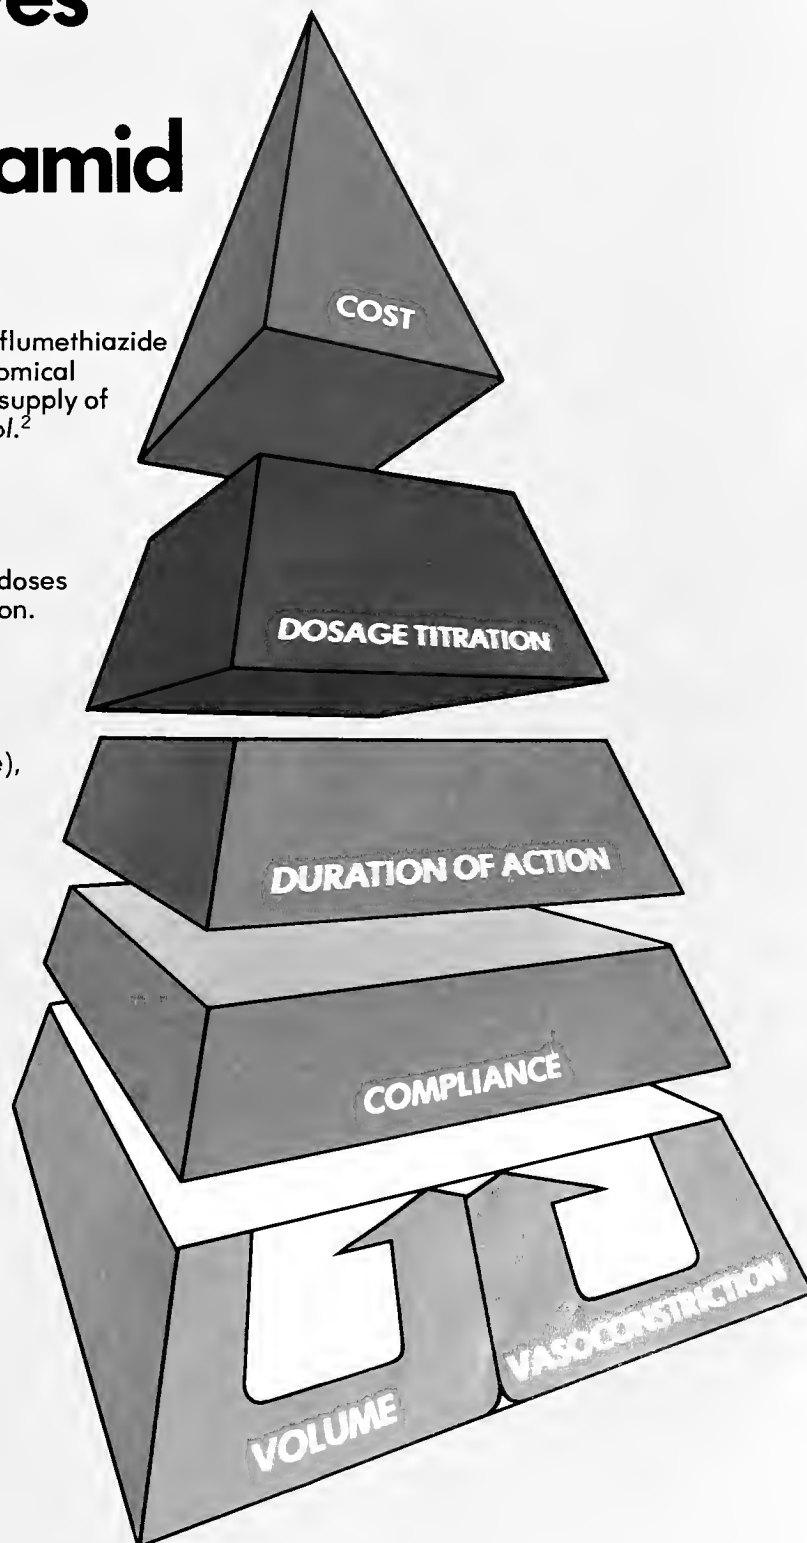 es
amid
flumethiazide
omical
supply of
ol.²
doses
on.
e),
COST
DOSAGE TITRATION
DURATION OF ACTION
COMPLIANCE
VOLUME
VASOCONSTRICTION